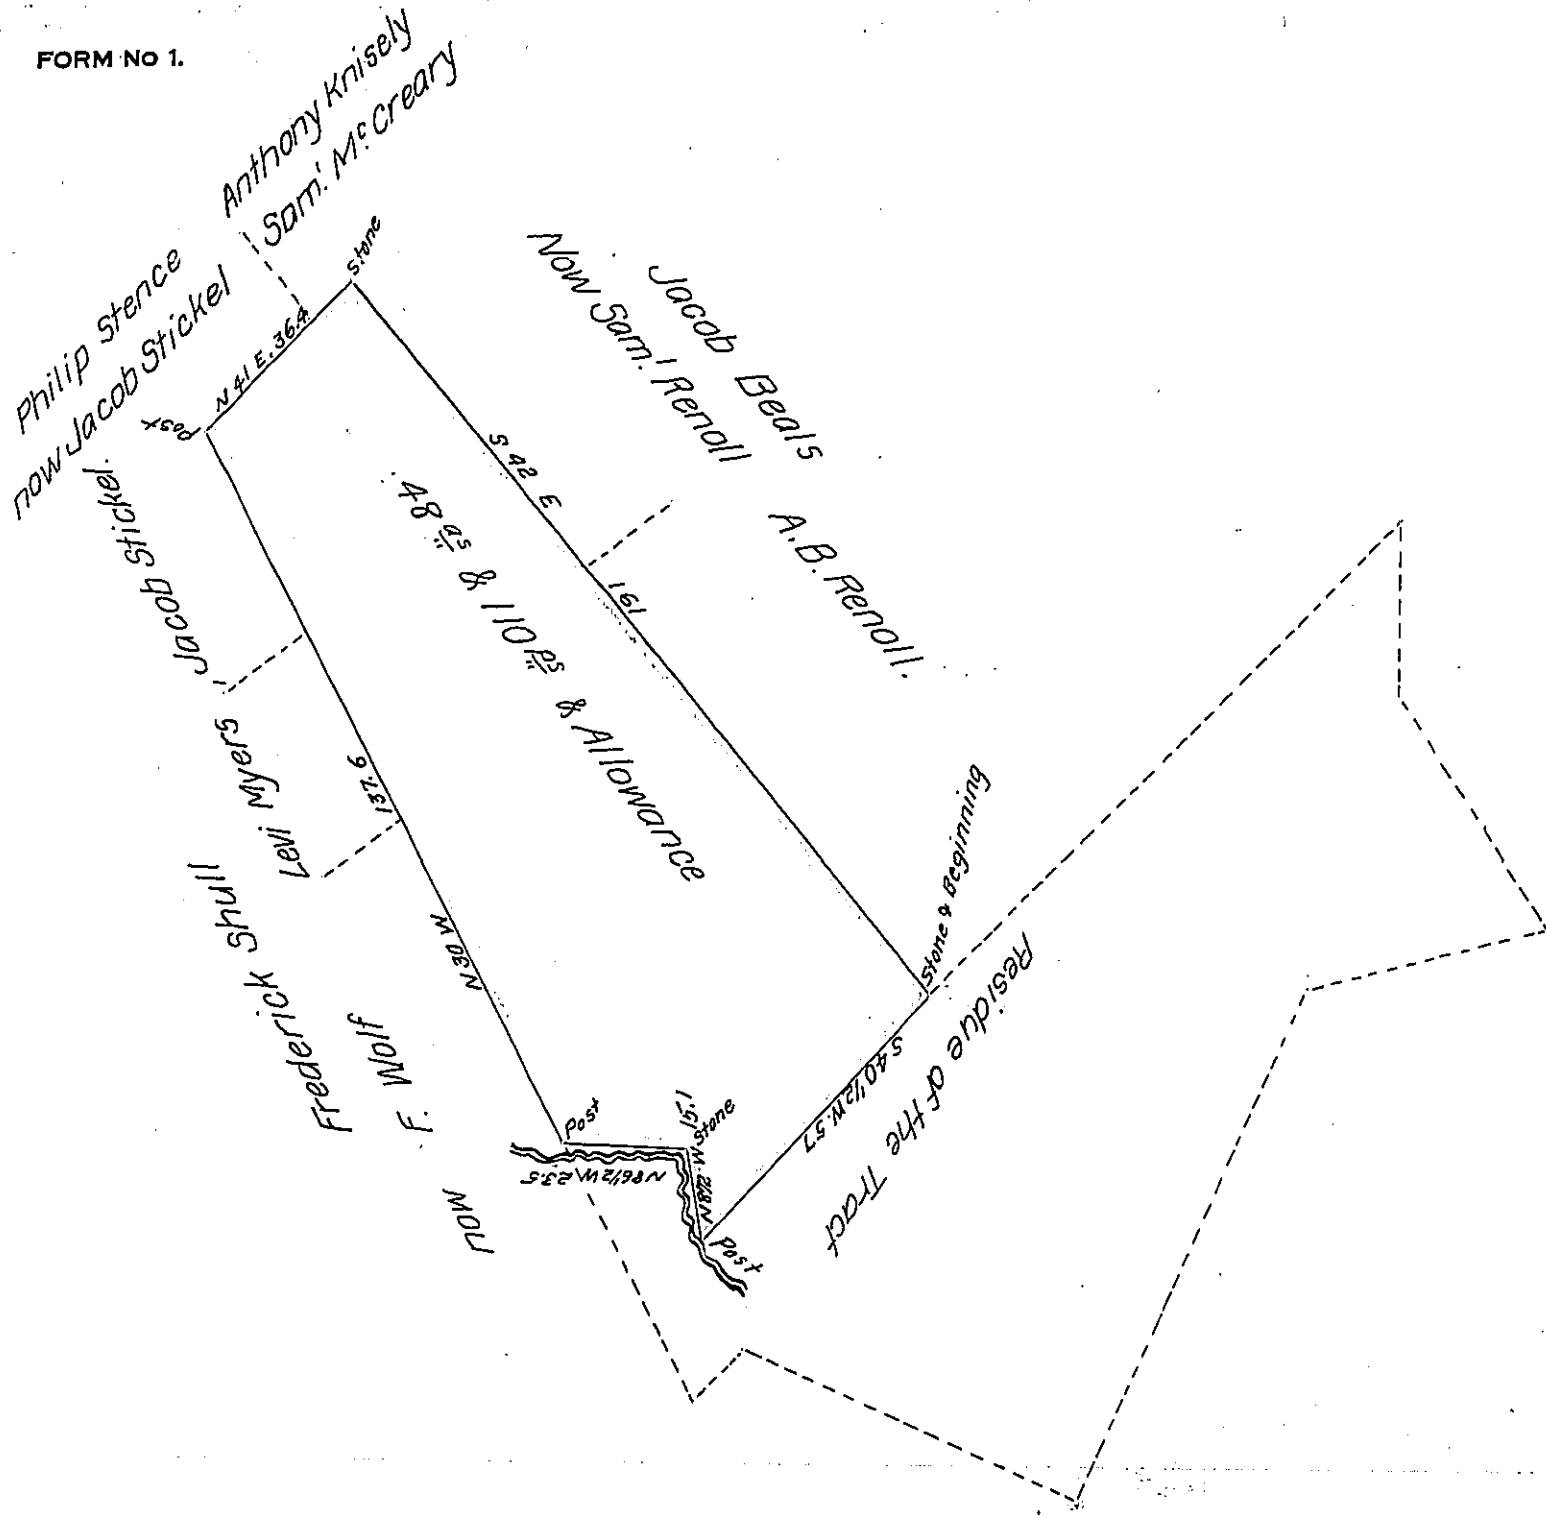 FORM No 1.
Anthony Knisely
Sam! McCreary
Philip Stence
now Jacob Stickel
Stone
N 41 E. 36.4
Post
Jacob Beals
Now Sam! Renoll
S 42 E
161
A.B. Renoll.
48 as & 110 ps & Allowance
Jacob Stickel.
Levi Myers
137.6
N 30 W
Frederick Shull
now F. Wolf
Stone & Beginning
S 40 1/2 W. 57
Residue of the Tract
Post
15.1
Stone
N 86 1/2 W 23.5
Post